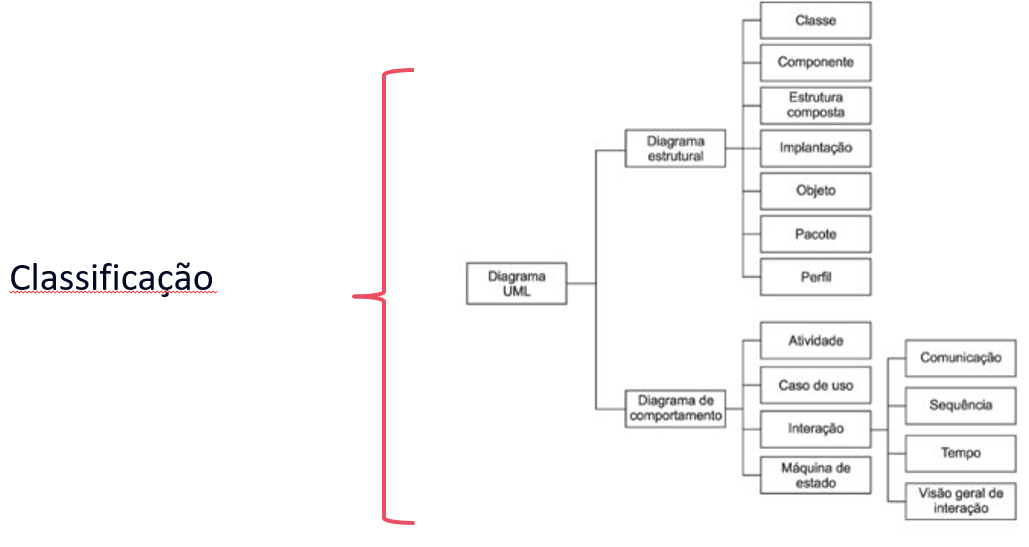 Classificação
Diagrama
UML
Diagrama
estrutural
Classe
Componente
Estrutura
composta
Implantação
Objeto
Pacote
Perfil
Diagrama de
comportamento
Atividade
Caso de uso
Interação
Máquina de
estado
Comunicação
Sequência
Tempo
Visão geral de
interação